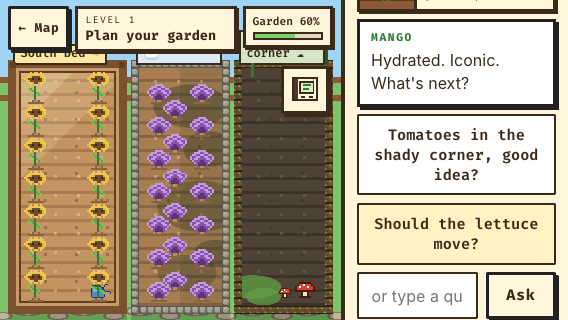 ← Map
LEVEL 1
Plan your garden
Garden 60%
South bed
corner ☁
MANGO
Hydrated. Iconic.
What's next?
Tomatoes in the
shady corner, good
idea?
Should the lettuce
move?
or type a qu
Ask